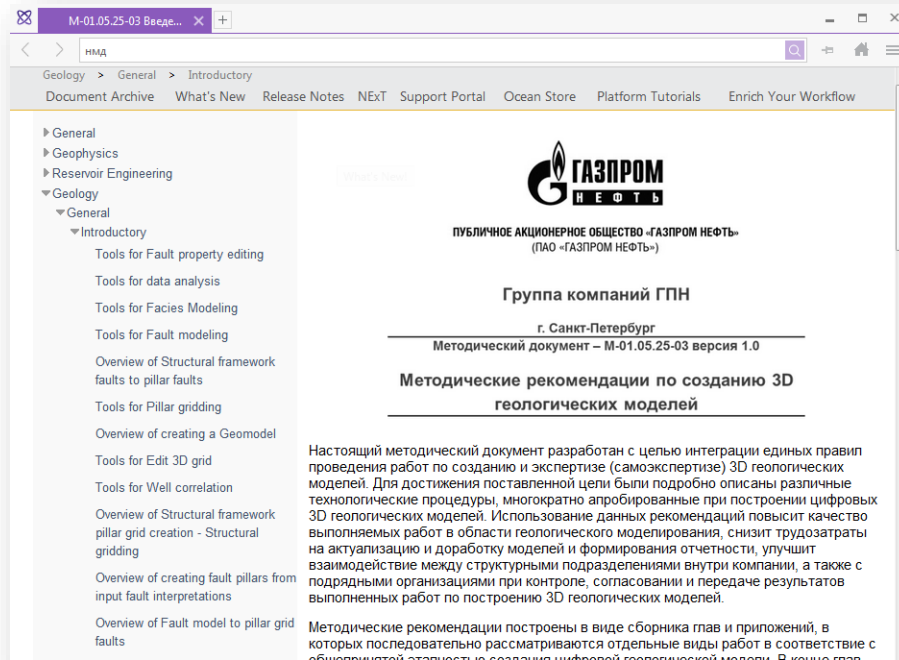 М-01.05.25-03 Введе...
нмд
Geology > General > Introductory
Document Archive What's New Release Notes NExT Support Portal Ocean Store Platform Tutorials Enrich Your Workflow
General
Geophysics
Reservoir Engineering
Geology
General
Introductory
Tools for Fault property editing
Tools for data analysis
Tools for Facies Modeling
Tools for Fault modeling
Overview of Structural framework
faults to pillar faults
Tools for Pillar gridding
Overview of creating a Geomodel
Tools for Edit 3D grid
Tools for Well correlation
Overview of Structural framework
pillar grid creation - Structural
gridding
Overview of creating fault pillars from
input fault interpretations
Overview of Fault model to pillar grid
faults
What's New
ГАЗПРОМ
НЕФТЬ
ПУБЛИЧНОЕ АКЦИОНЕРНОЕ ОБЩЕСТВО «ГАЗПРОМ НЕФТЬ»
(ПАО «ГАЗПРОМ НЕФТЬ»)
Группа компаний ГПН
г. Санкт-Петербург
Методический документ – М-01.05.25-03 версия 1.0
Методические рекомендации по созданию 3D
геологических моделей
Настоящий методический документ разработан с целью интеграции единых правил
проведения работ по созданию и экспертизе (самоэкспертизе) 3D геологических
моделей. Для достижения поставленной цели были подробно описаны различные
технологические процедуры, многократно апробированные при построении цифровых
3D геологических моделей. Использование данных рекомендаций повысит качество
выполняемых работ в области геологического моделирования, снизит трудозатраты
на актуализацию и доработку моделей и формирования отчетности, улучшит
взаимодействие между структурными подразделениями внутри компании, а также с
подрядными организациями при контроле, согласовании и передаче результатов
выполненных работ по построению 3D геологических моделей.
Методические рекомендации построены в виде сборника глав и приложений, в
которых последовательно рассматриваются отдельные виды работ в соответствие с
общепринятой этапностью создания цифровой геологической модели. В конце глав